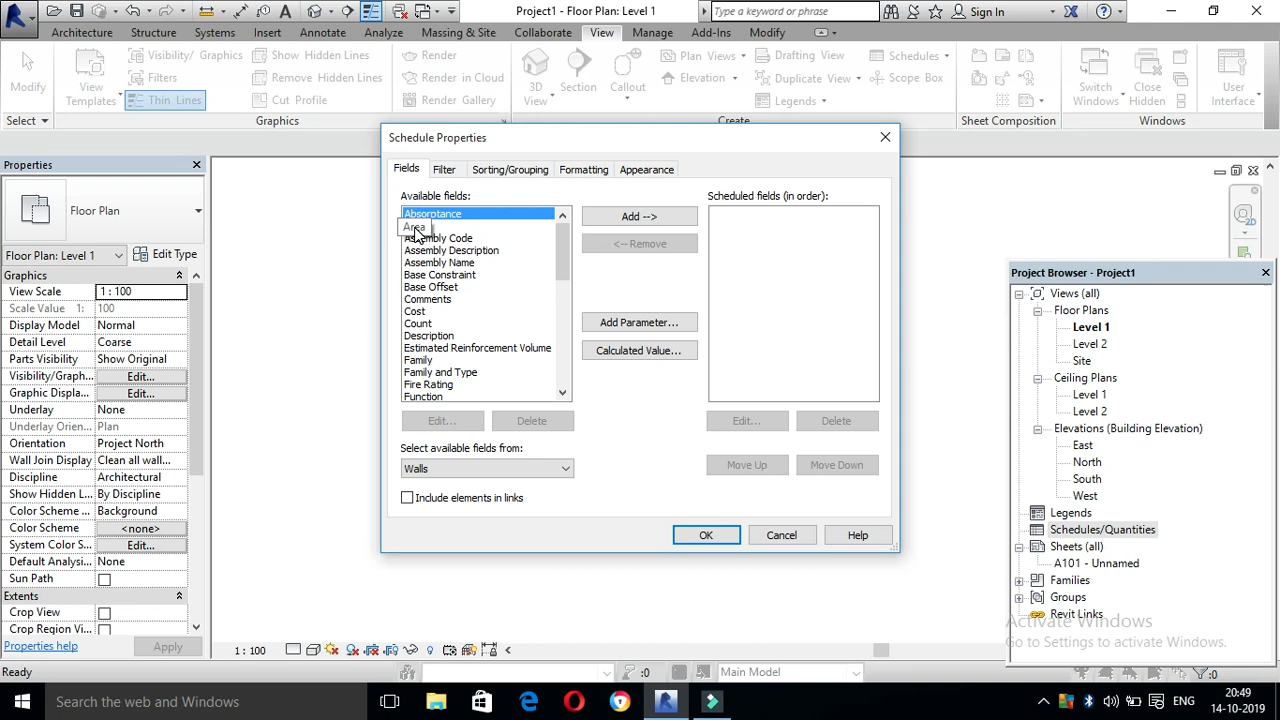 Project1 - Floor Plan: Level 1
Type a keyword or phrase
Sign In
Architecture Structure Systems Insert Annotate Analyze Massing & Site Collaborate View Manage Add-Ins Modify
Modify
View
Templates
Visibility/ Graphics
Filters
Thin Lines
Show Hidden Lines
Remove Hidden Lines
Cut Profile
Render
Render in Cloud
Render Gallery
3D
View
Section
Callout
Plan Views
Elevation
Drafting View
Duplicate View
Legends
Schedules
Scope Box
Switch
Windows
Close
Hidden
User
Interface
Select Graphics Create Sheet Composition Windows
Properties
Floor Plan
Floor Plan: Level 1 Edit Type
Graphics
View Scale 1 : 100
Scale Value 1: 100
Display Model Normal
Detail Level Coarse
Parts Visibility Show Original
Visibility/Graph... Edit...
Graphic Displa... Edit...
Underlay None
Underlay Orien... Plan
Orientation Project North
Wall Join Display Clean all wall...
Discipline Architectural
Show Hidden L... By Discipline
Color Scheme ... Background
Color Scheme <none>
System Color S... Edit...
Default Analysi... None
Sun Path
Extents
Crop View
Crop Region Vi...
Properties help Apply
Schedule Properties
Fields Filter Sorting/Grouping Formatting Appearance
Available fields:
Absorptance
Area
Assembly Code
Assembly Description
Assembly Name
Base Constraint
Base Offset
Comments
Cost
Count
Description
Estimated Reinforcement Volume
Family
Family and Type
Fire Rating
Function
Add -->
<-- Remove
Add Parameter...
Calculated Value...
Scheduled fields (in order):
Edit... Delete
Edit... Delete
Select available fields from:
Walls
Move Up Move Down
Include elements in links
OK Cancel Help
Project Browser - Project1
Views (all)
Floor Plans
Level 1
Level 2
Site
Ceiling Plans
Level 1
Level 2
Elevations (Building Elevation)
East
North
South
West
Legends
Schedules/Quantities
Sheets (all)
A101 - Unnamed
Families
Groups
Revit Links
Activate Windows
Go to Settings to activate Windows.
1 : 100
Ready
:0
Main Model
:0
Search the web and Windows
ENG
20:49
14-10-2019